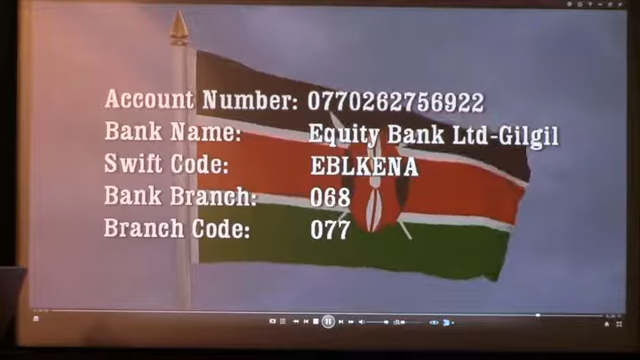 Account Number: 0770262756922
Bank Name: Equity Bank Ltd-Gilgil
Swift Code: EBLKENA
Bank Branch: 068
Branch Code: 077